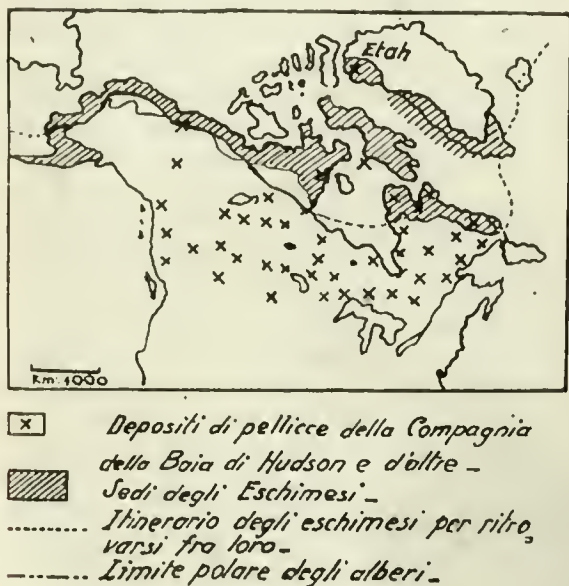 Etah
Km: 1000
x Depositi di pellicce della Compagnia
della Baia di Hudson e d'altre -
Sedi degli Eschimesi -
Itinerario degli eschimesi per ritro,
varsi fra loro -
Limite polare degli alberi -